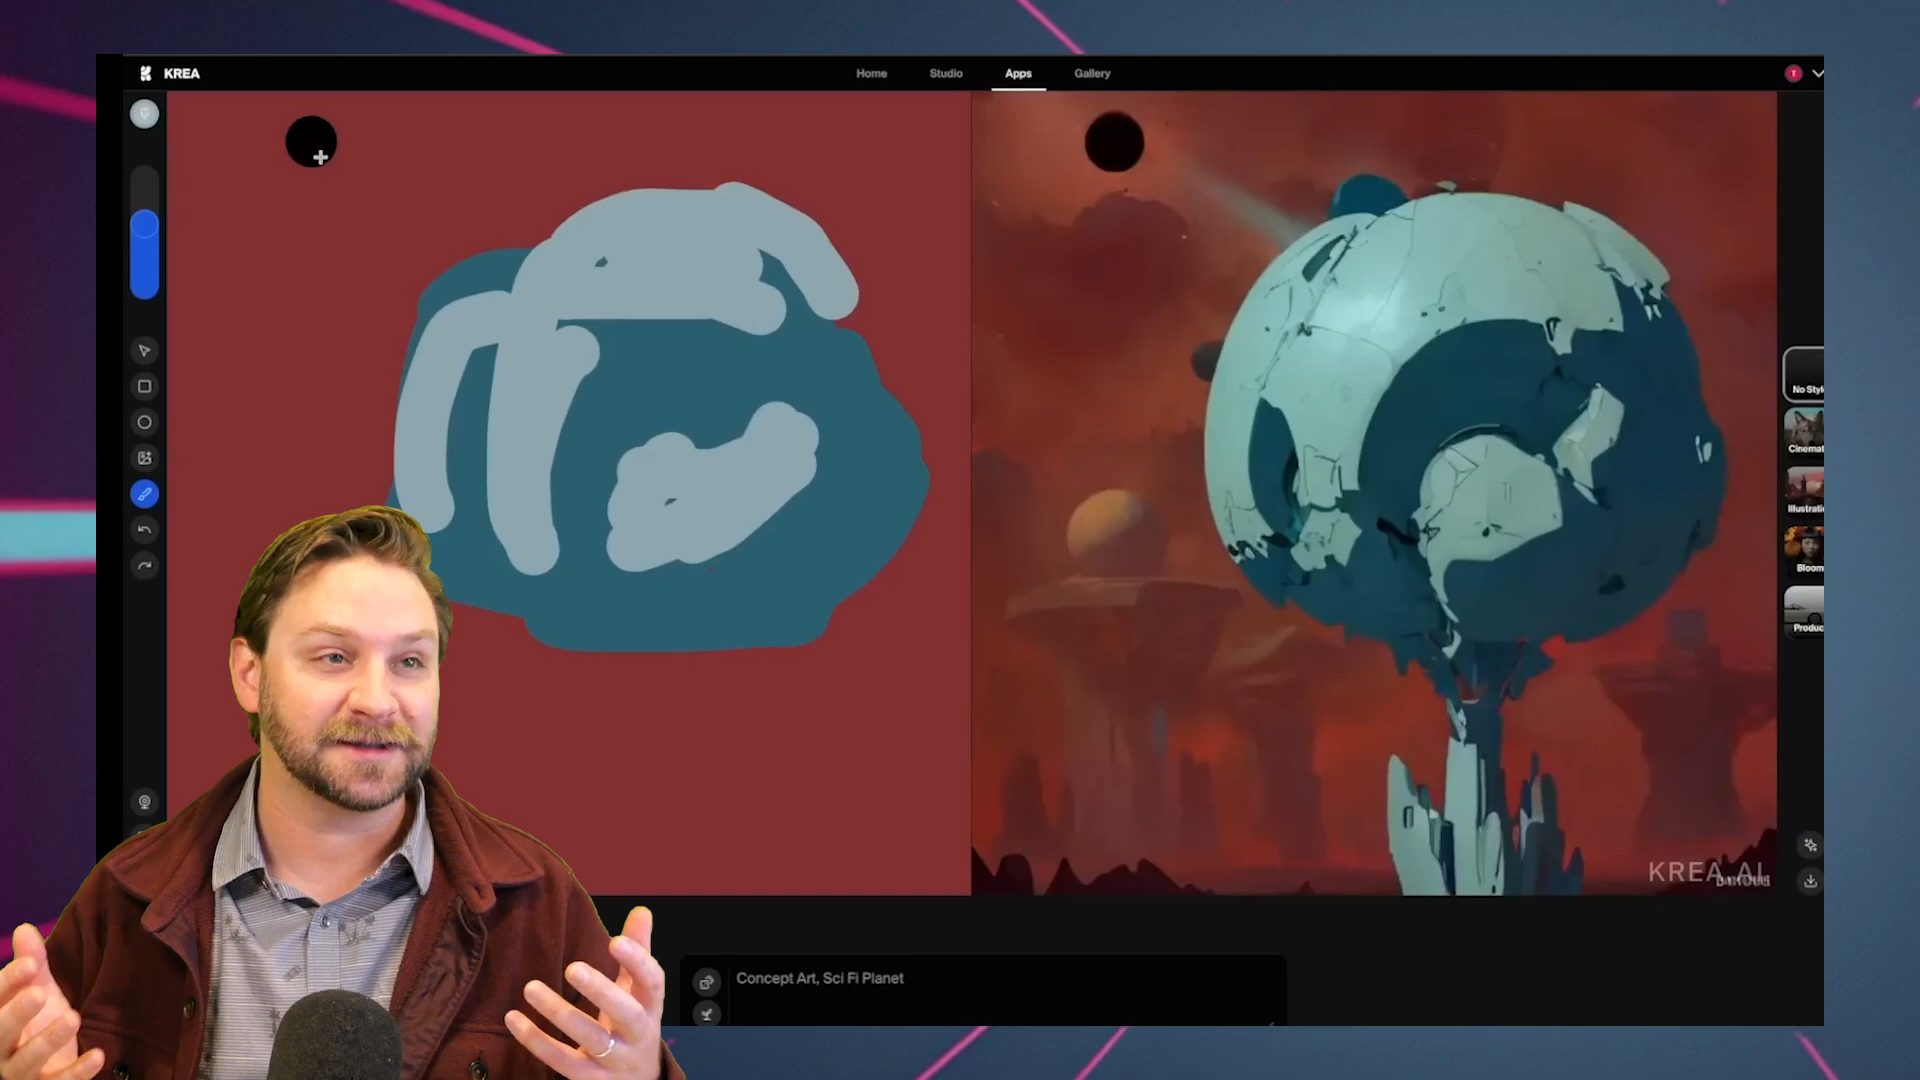 KREA
Home
Studio
Apps
Gallery
T
No Styl
Cinemat
Illustrati
Bloom
Produc
KREA.AI
Concept Art, Sci Fi Planet